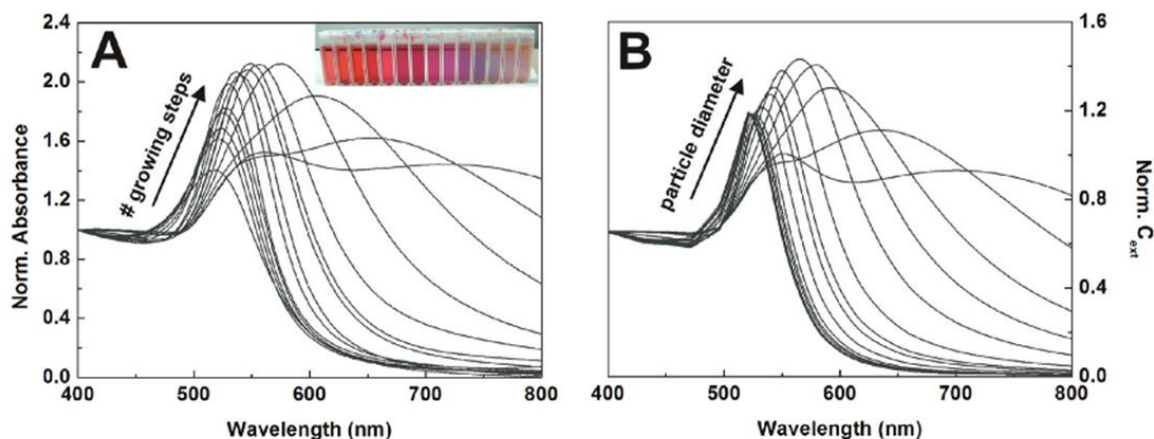 A
B
2.4
2.0
1.6
1.2
0.8
0.4
0.0
Norm. Absorbance
# growing steps
400 500 600 700 800
Wavelength (nm)
particle diameter
1.6
1.2
0.8
0.4
0.0
Norm. C_ext
400 500 600 700 800
Wavelength (nm)